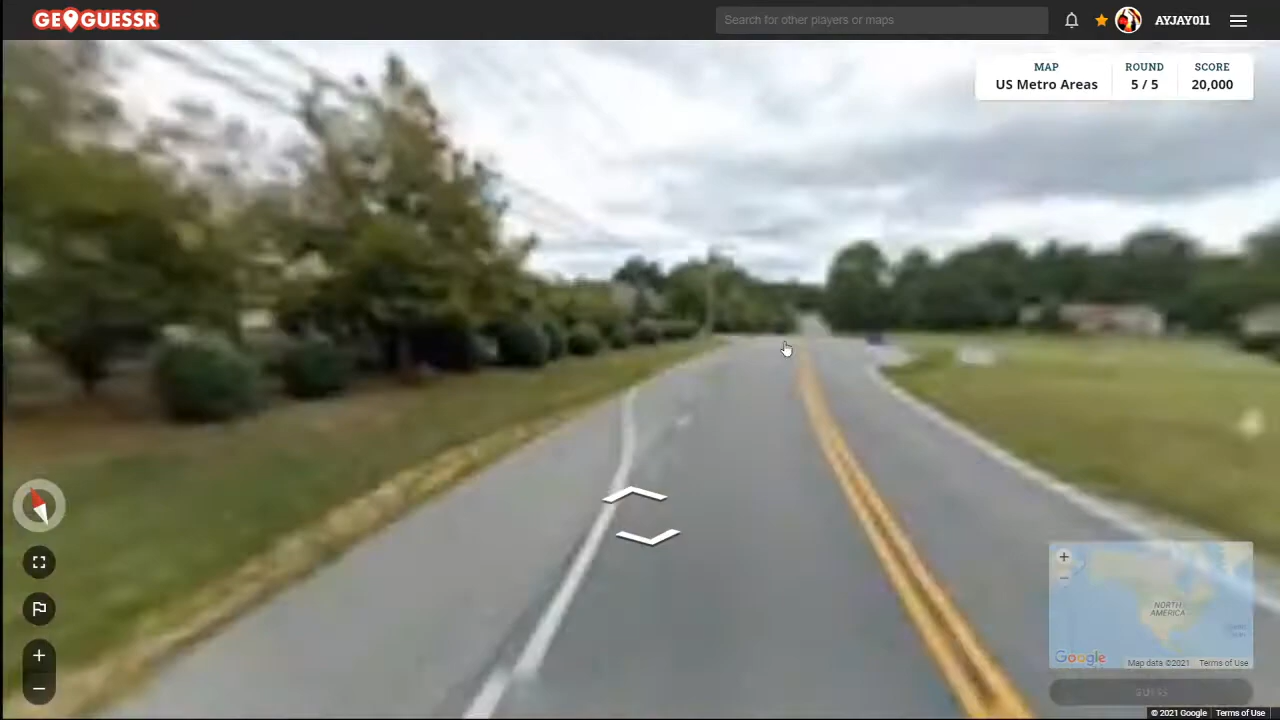 GEOGUESSR
Search for other players or maps
AYJAY011
MAP
US Metro Areas
ROUND
5 / 5
SCORE
20,000
+
−
NORTH
AMERICA
Google
Map data ©2021 Terms of Use
+
−
© 2021 Google Terms of Use